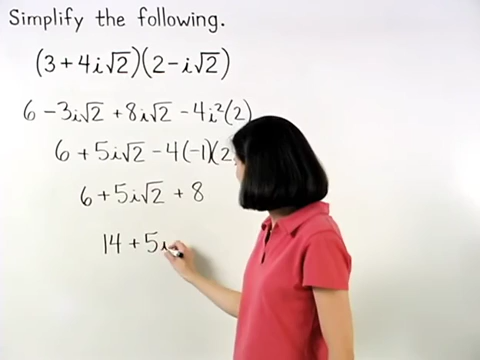 Simplify the following.
(3+4i√2)(2-i√2)
6 - 3i√2 + 8i√2 - 4i²(2)
6 + 5i√2 - 4(-1)(2
6 + 5i√2 + 8
14 + 5i